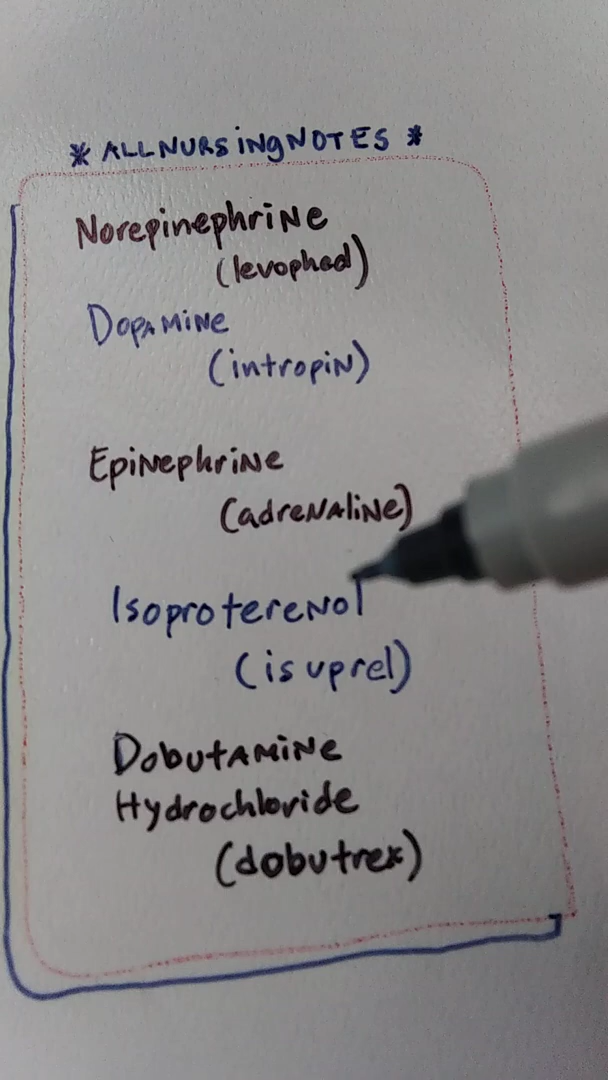 * ALLNURSiNgNOTES *
NorepinephriNe
(levophed)
DopAMiNe
(intropiN)
EpiNephriNe
(adreNAliNe)
IsoprotereNol
(isuprel)
DobutAMiNe
Hydrochloride
(dobutrex)